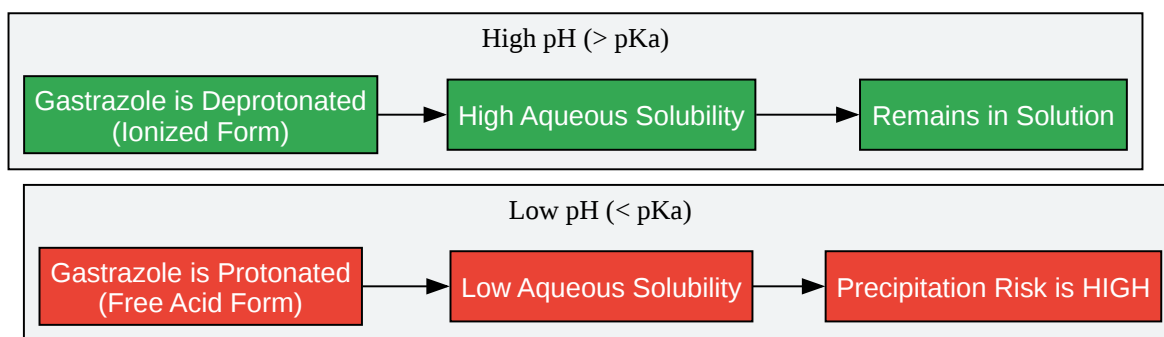 High pH (> pKa)
Gastrazole is Deprotonated
(Ionized Form)
High Aqueous Solubility
Remains in Solution
Low pH (< pKa)
Gastrazole is Protonated
(Free Acid Form)
Low Aqueous Solubility
Precipitation Risk is HIGH